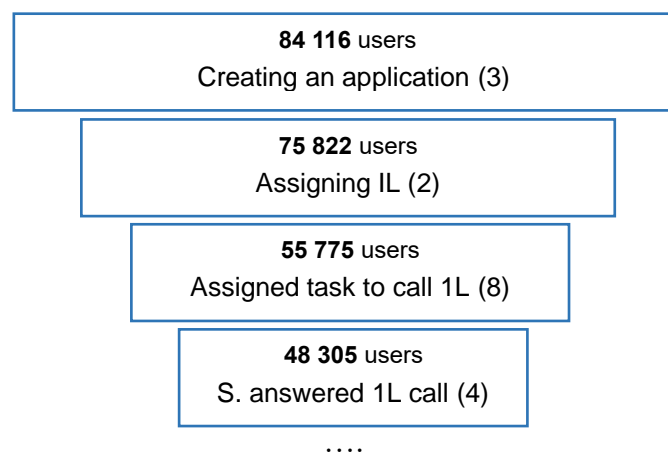 84 116 users
Creating an application (3)
75 822 users
Assigning IL (2)
55 775 users
Assigned task to call 1L (8)
48 305 users
S. answered 1L call (4)
....